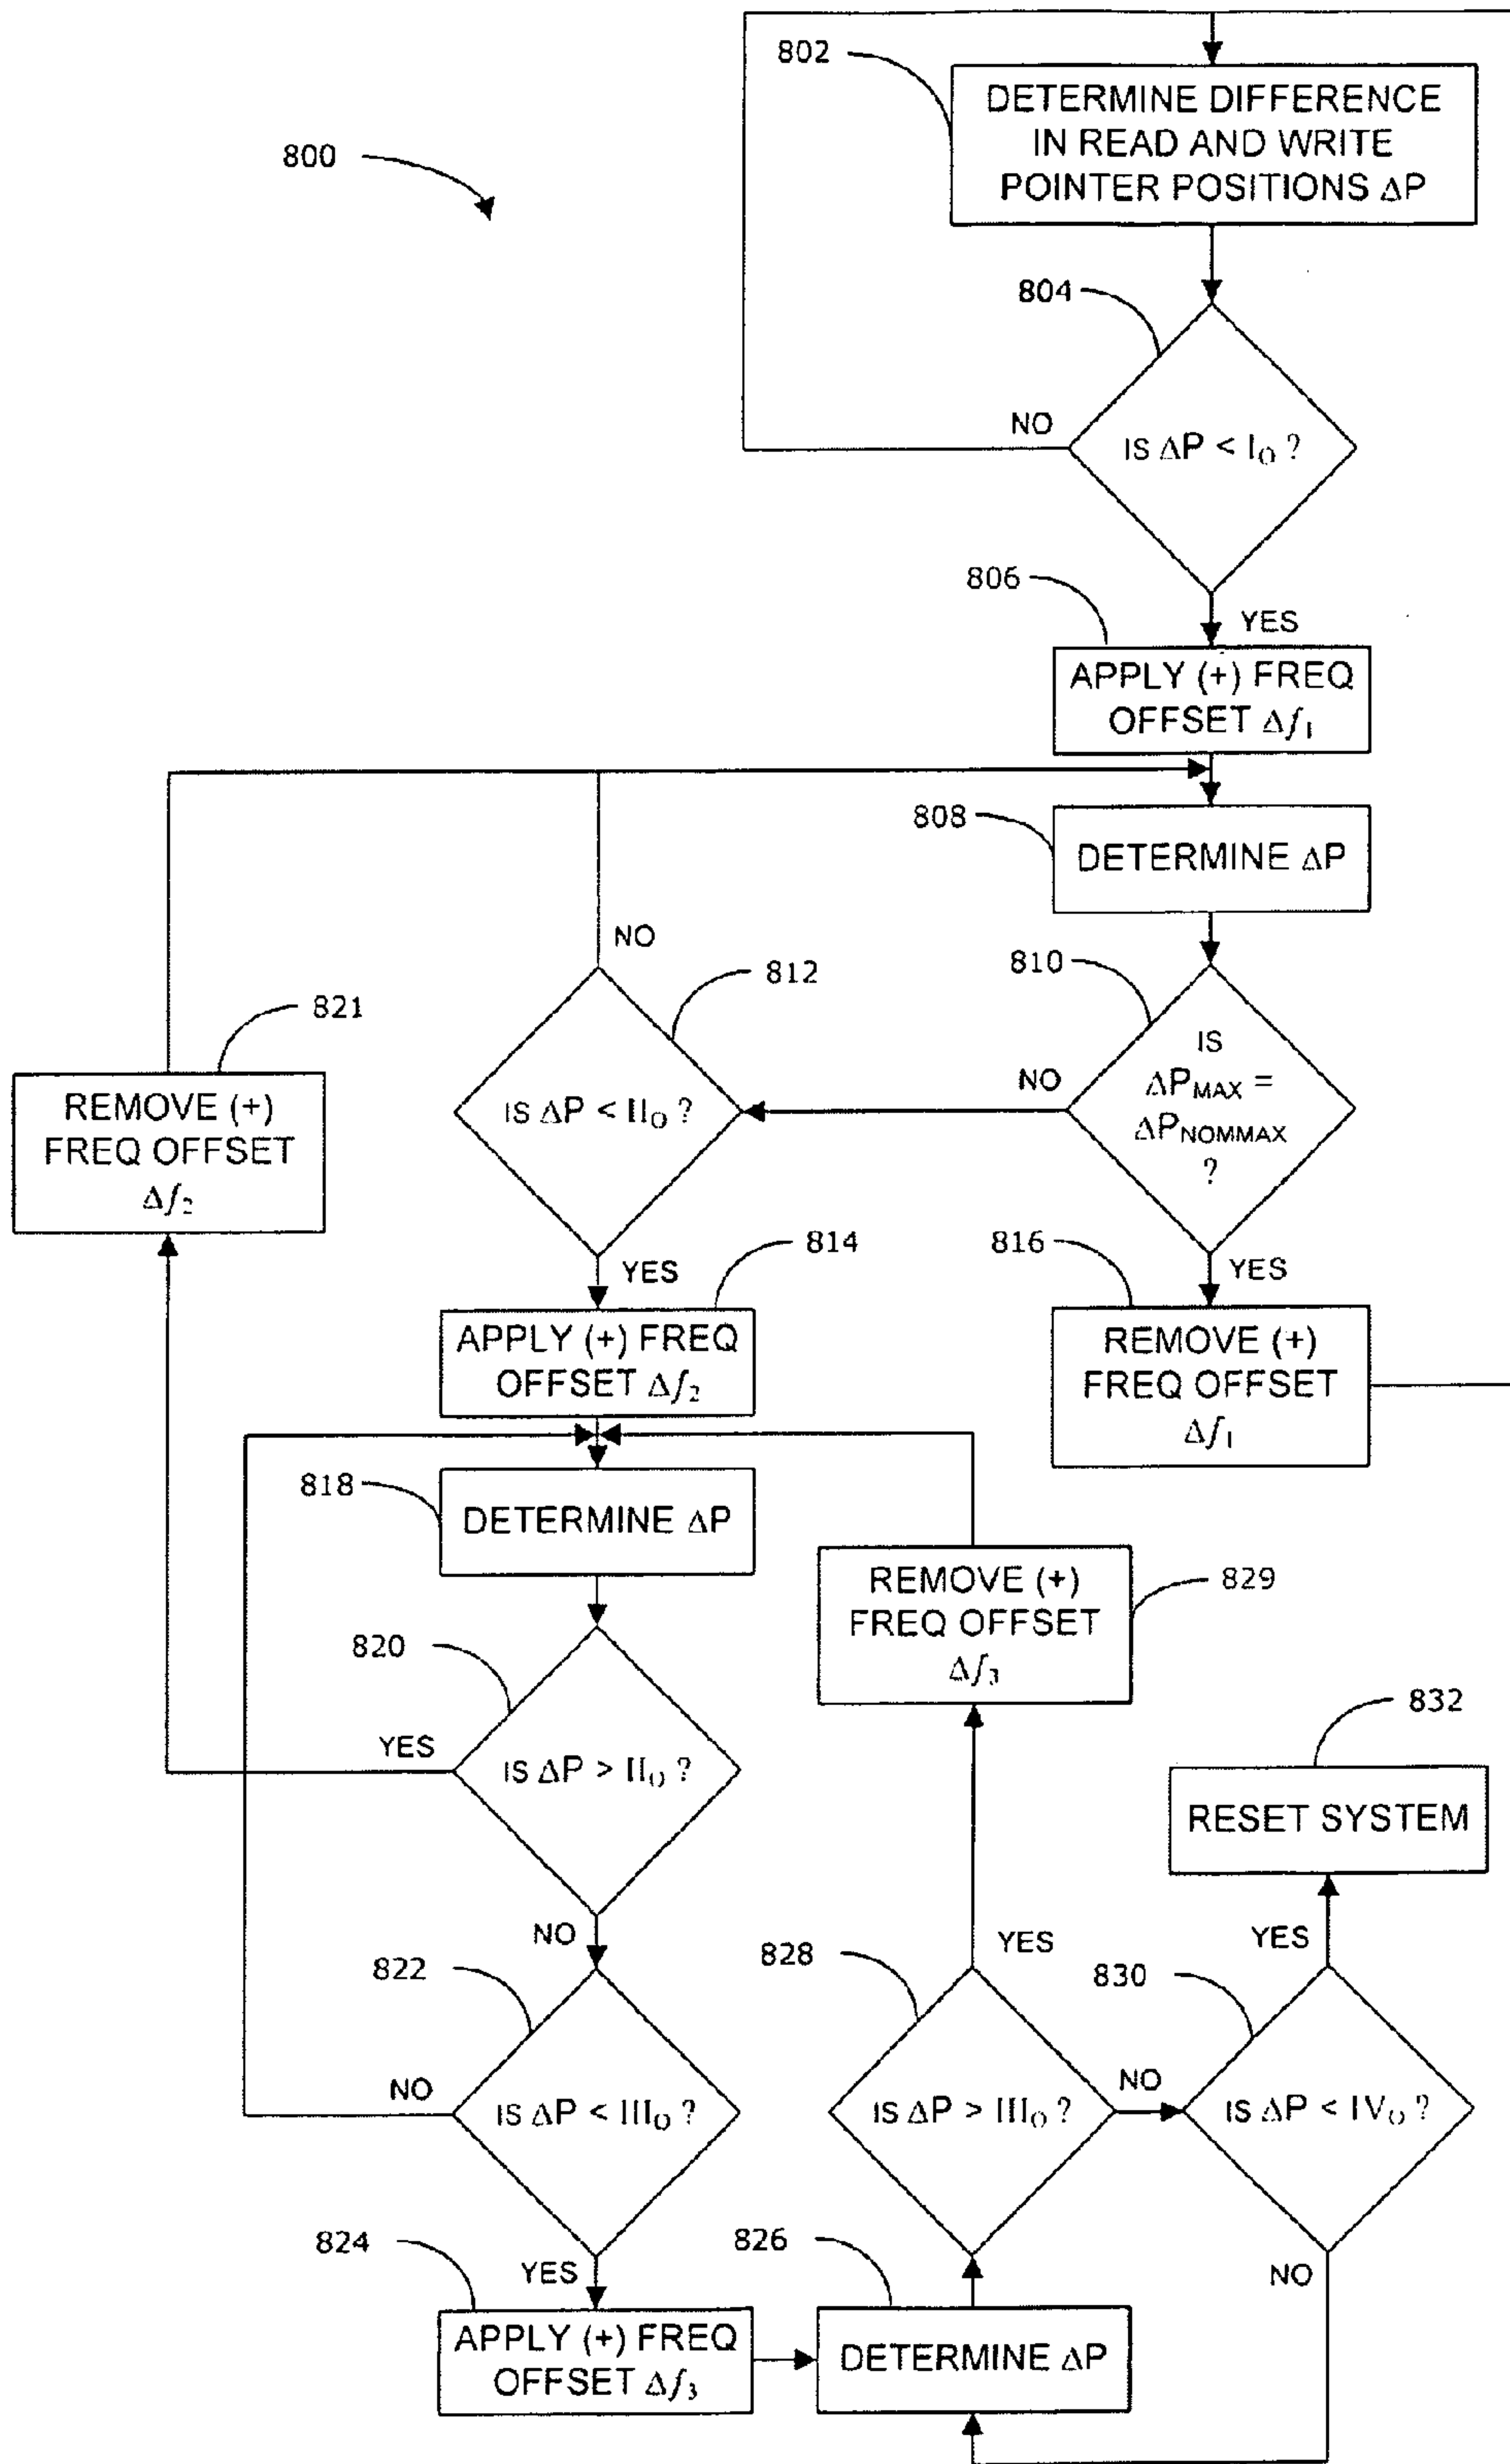 802
DETERMINE DIFFERENCE
IN READ AND WRITE
POINTER POSITIONS ΔP
800
804
NO
IS ΔP < I₀ ?
806
YES
APPLY (+) FREQ
OFFSET Δf₁
808
DETERMINE ΔP
NO
812
810
821
IS
ΔP_MAX =
ΔP_NOMMAX
?
NO
REMOVE (+)
FREQ OFFSET
Δf₂
IS ΔP < II₀ ?
814
816
YES
YES
APPLY (+) FREQ
OFFSET Δf₂
REMOVE (+)
FREQ OFFSET
Δf₁
818
DETERMINE ΔP
REMOVE (+)
FREQ OFFSET
Δf₃
829
820
832
YES
IS ΔP > II₀ ?
RESET SYSTEM
NO
822
828
YES
830
YES
NO
IS ΔP < III₀ ?
IS ΔP > III₀ ?
NO
IS ΔP < IV₀ ?
824
YES
826
NO
APPLY (+) FREQ
OFFSET Δf₃
DETERMINE ΔP